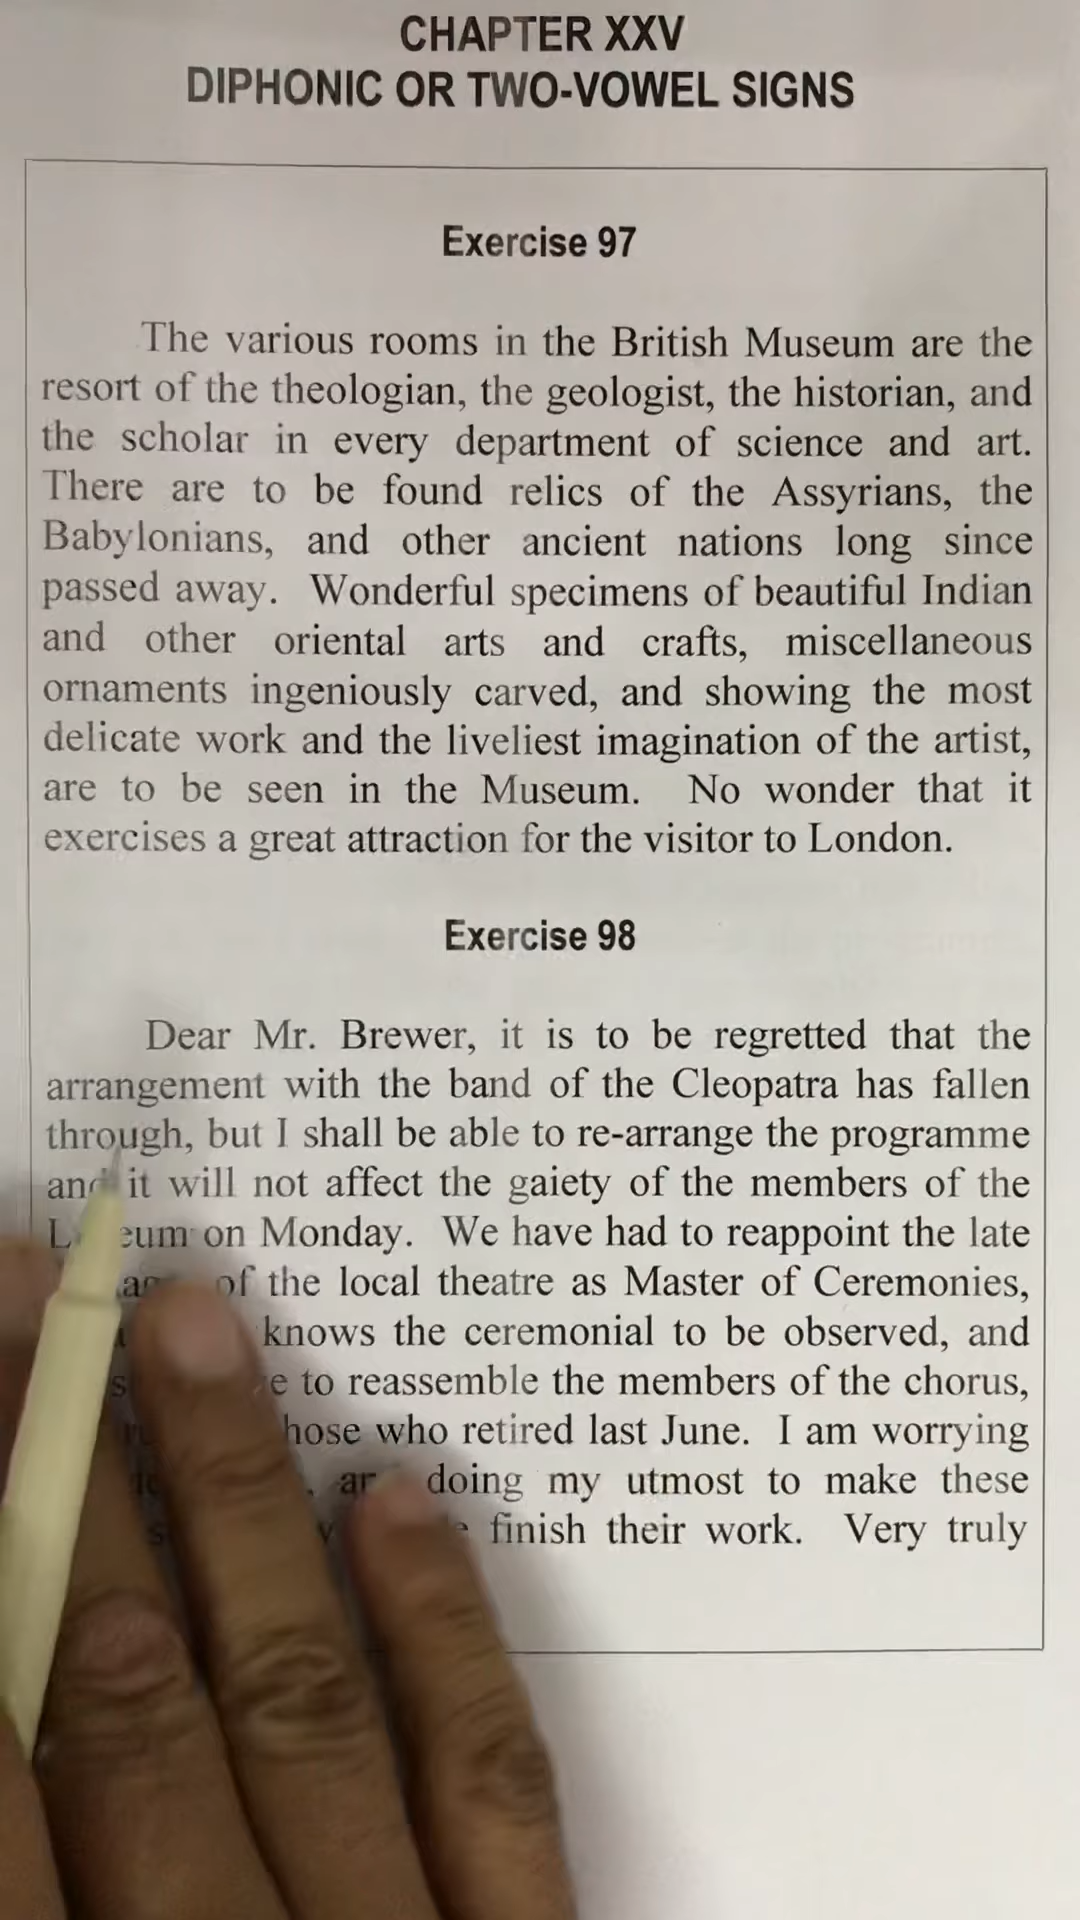 CHAPTER XXV
DIPHONIC OR TWO-VOWEL SIGNS
Exercise 97
The various rooms in the British Museum are the
resort of the theologian, the geologist, the historian, and
the scholar in every department of science and art.
There are to be found relics of the Assyrians, the
Babylonians, and other ancient nations long since
passed away. Wonderful specimens of beautiful Indian
and other oriental arts and crafts, miscellaneous
ornaments ingeniously carved, and showing the most
delicate work and the liveliest imagination of the artist,
are to be seen in the Museum. No wonder that it
exercises a great attraction for the visitor to London.
Exercise 98
Dear Mr. Brewer, it is to be regretted that the
arrangement with the band of the Cleopatra has fallen
through, but I shall be able to re-arrange the programme
and it will not affect the gaiety of the members of the
on Monday. We have had to reappoint the late
of the local theatre as Master of Ceremonies,
knows the ceremonial to be observed, and
to reassemble the members of the chorus,
who retired last June. I am worrying
doing my utmost to make these
finish their work. Very truly